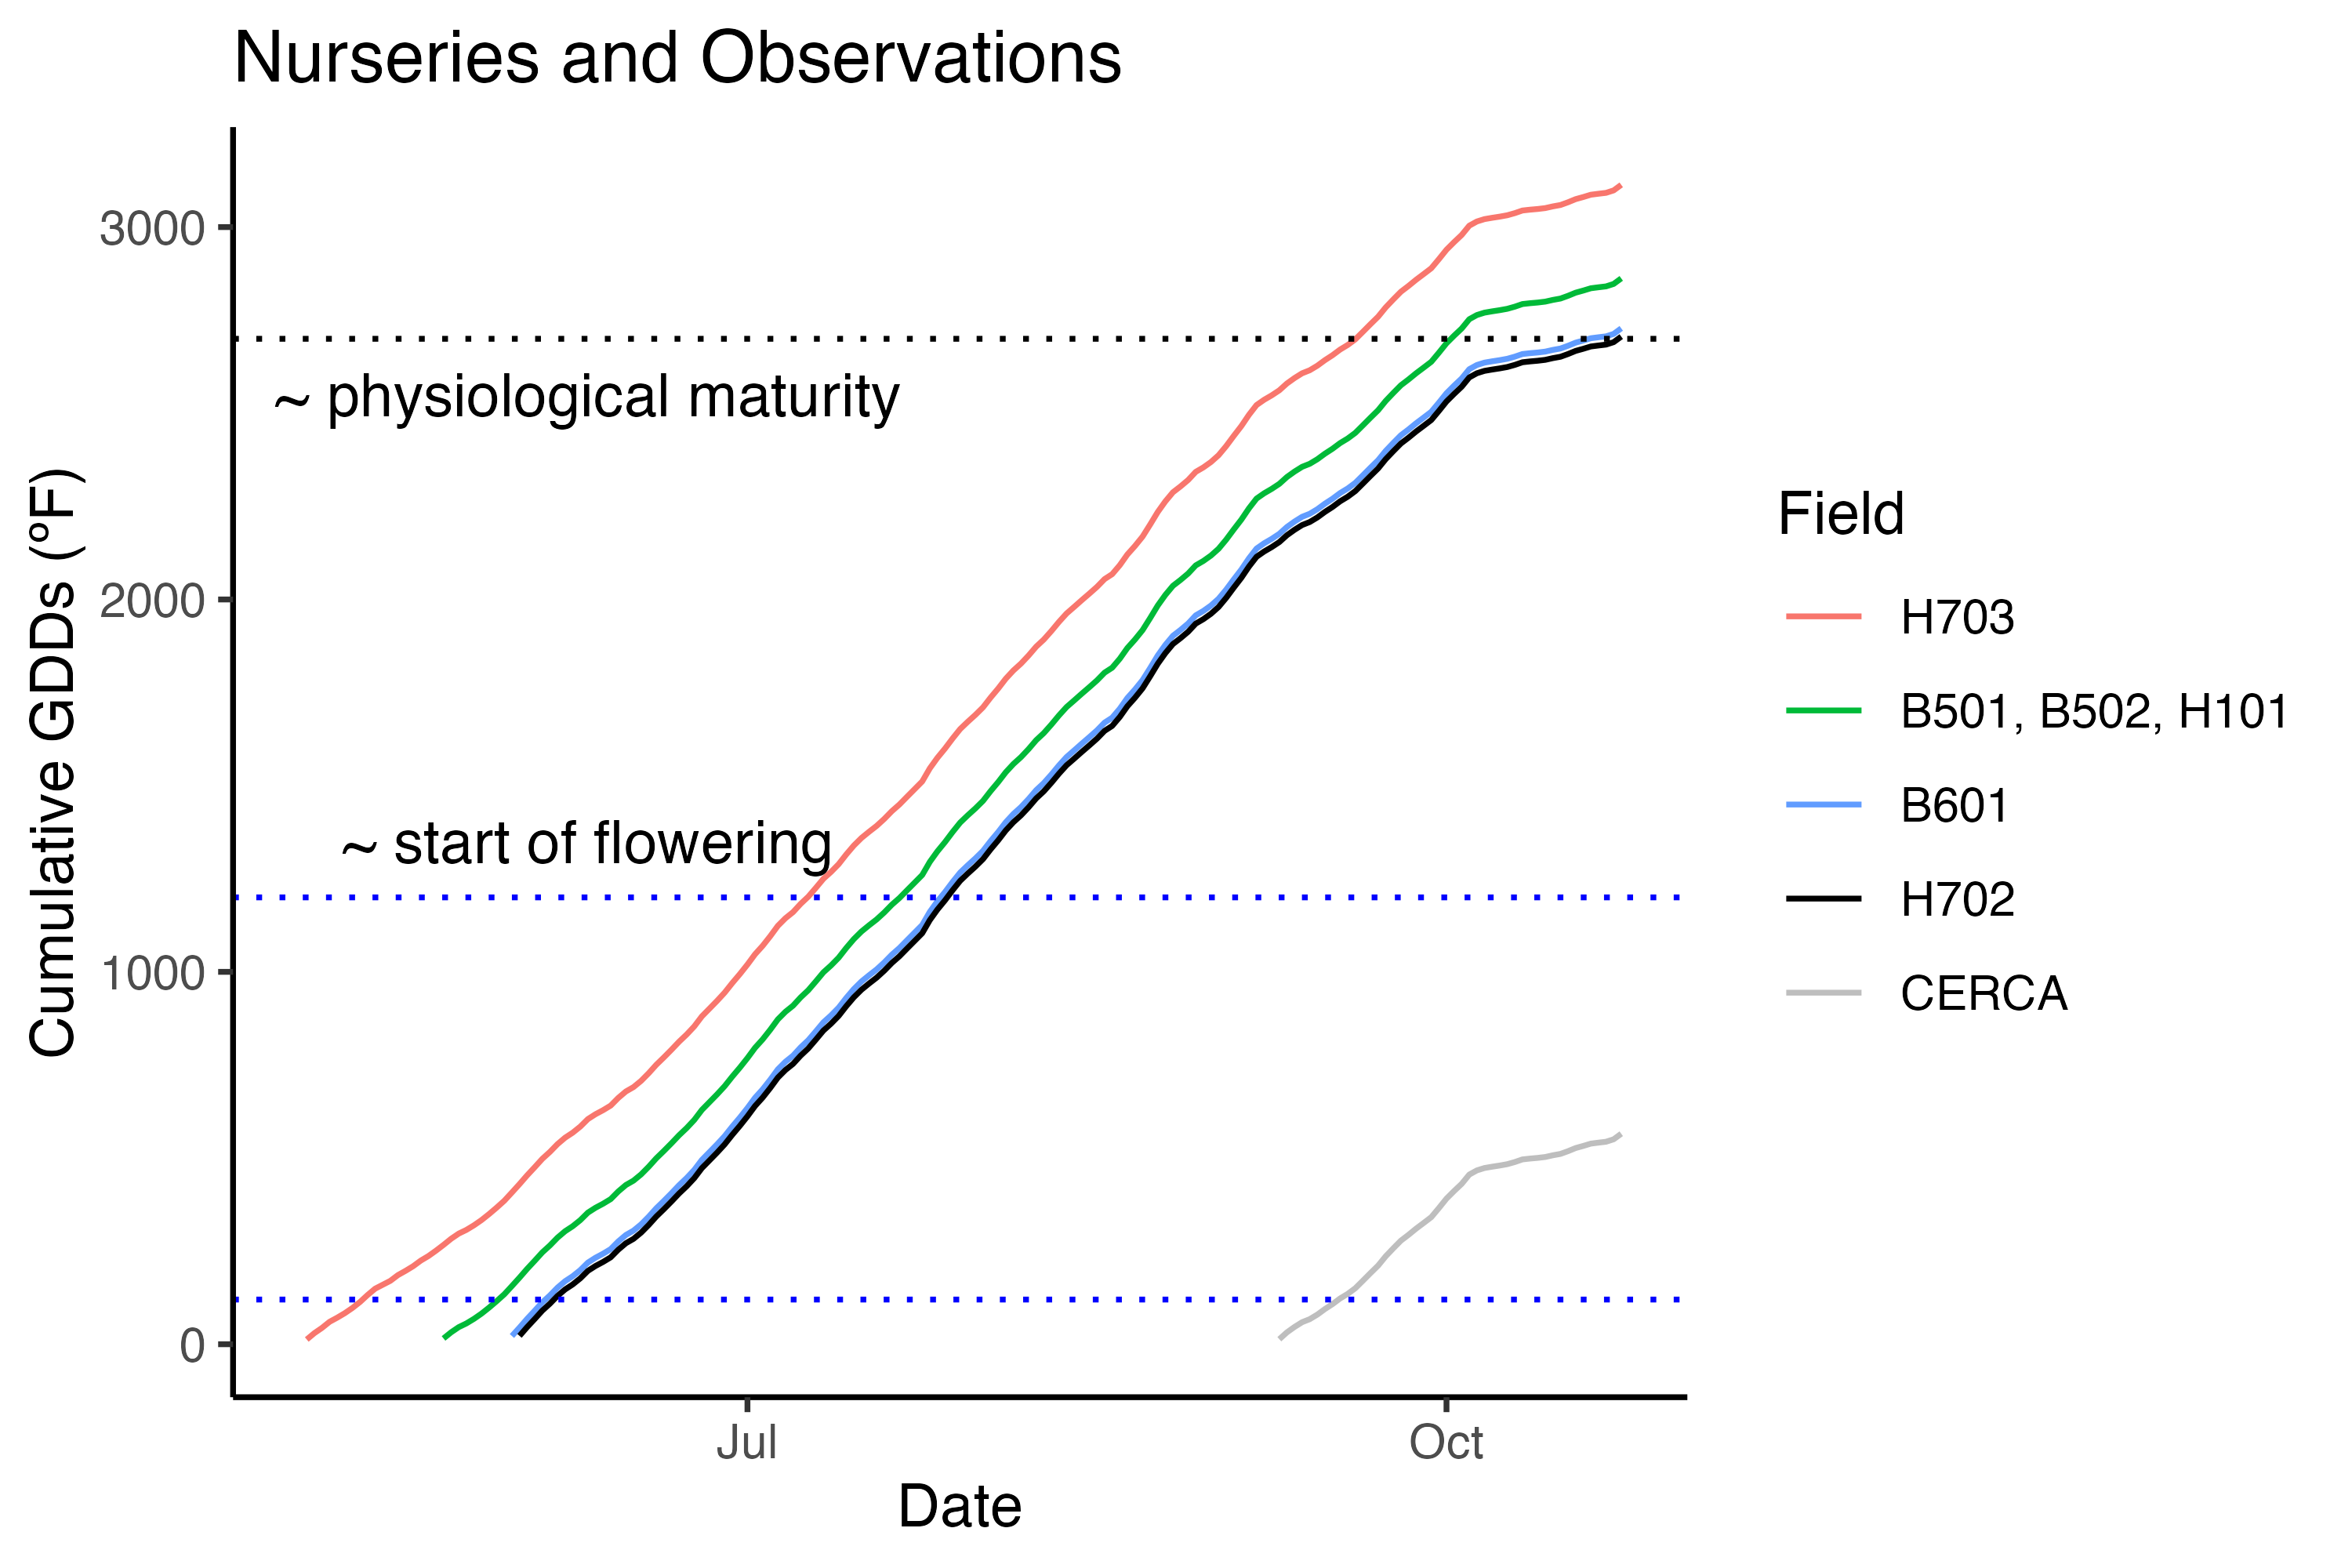 Nurseries and Observations
Cumulative GDDs (ºF)
3000
2000
1000
0
~ physiological maturity
~ start of flowering
Jul
Oct
Date
Field
H703
B501, B502, H101
B601
H702
CERCA